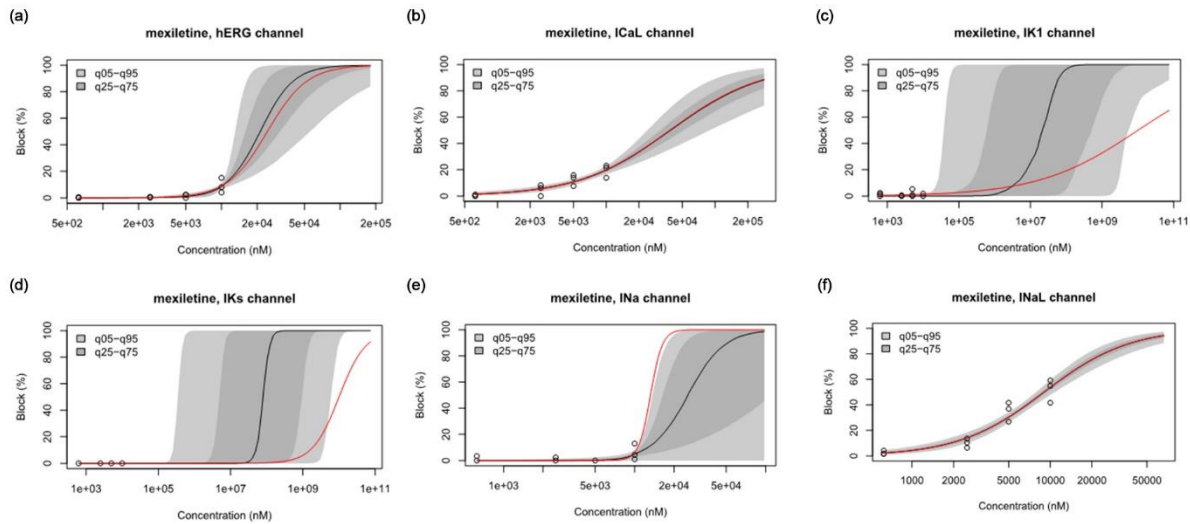 (a)
mexiletine, hERG channel
q05−q95
q25−q75
Block (%)
0 20 40 60 80 100
5e+02 2e+03 5e+03 2e+04 5e+04 2e+05
Concentration (nM)
(b)
mexiletine, ICaL channel
q05−q95
q25−q75
Block (%)
0 20 40 60 80 100
5e+02 2e+03 5e+03 2e+04 5e+04 2e+05
Concentration (nM)
(c)
mexiletine, IK1 channel
q05−q95
q25−q75
Block (%)
0 20 40 60 80 100
1e+03 1e+05 1e+07 1e+09 1e+11
Concentration (nM)
(d)
mexiletine, IKs channel
q05−q95
q25−q75
Block (%)
0 20 40 60 80 100
1e+03 1e+05 1e+07 1e+09 1e+11
Concentration (nM)
(e)
mexiletine, INa channel
q05−q95
q25−q75
Block (%)
0 20 40 60 80 100
1e+03 5e+03 2e+04 5e+04
Concentration (nM)
(f)
mexiletine, INaL channel
q05−q95
q25−q75
Block (%)
0 20 40 60 80 100
1000 2000 5000 10000 20000 50000
Concentration (nM)